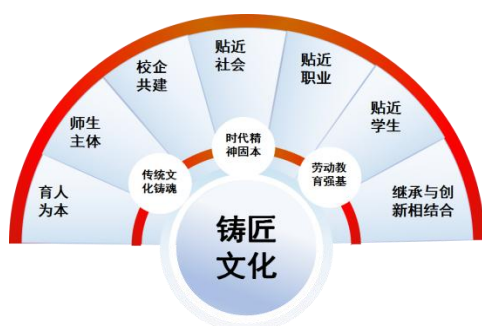 育人
为本
师生
主体
校企
共建
贴近
社会
贴近
职业
贴近
学生
继承与创
新相结合
传统文
化铸魂
时代精
神固本
劳动教
育强基
铸匠
文化